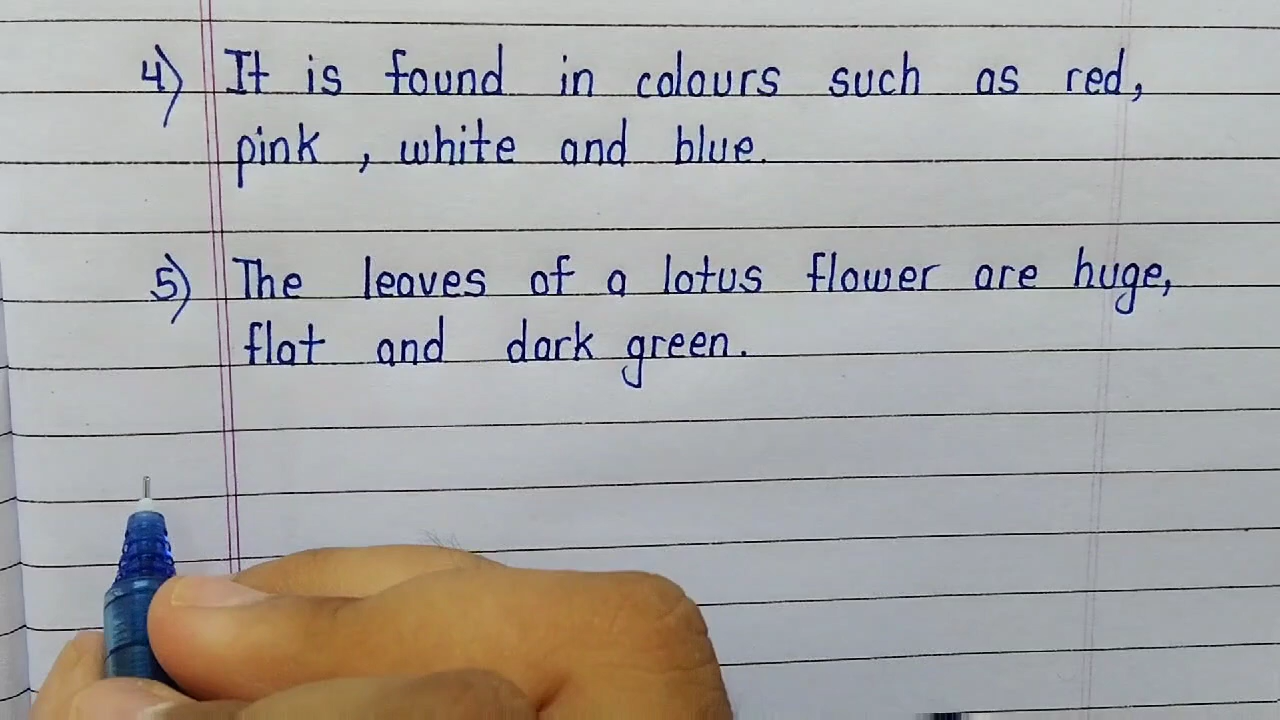 4) It is found in colours such as red,
pink , white and blue.
5) The leaves of a lotus flower are huge,
flat and dark green.